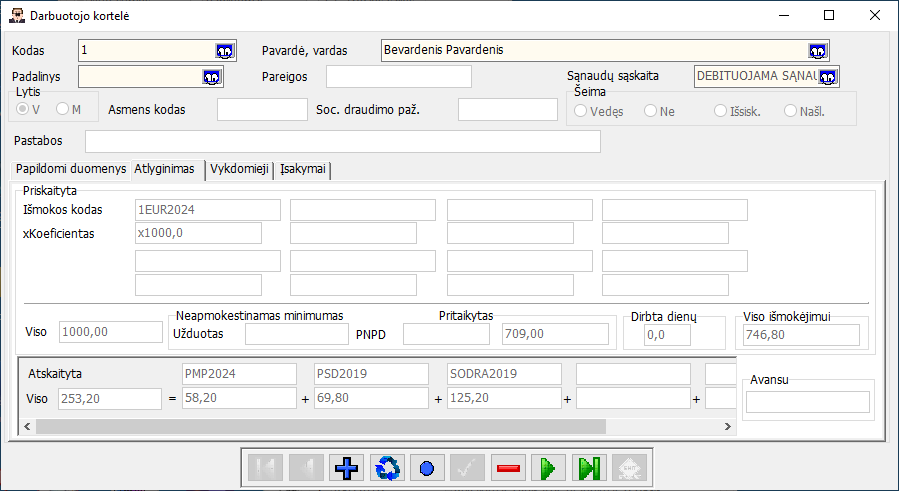 Darbuotojo kortelė
Kodas 1 Pavardė, vardas Bevardenis Pavardenis
Padalinys Pareigos Sąnaudų sąskaita DEBITUOJAMA SĄNAU
Lytis Šeima
V M Asmens kodas Soc. draudimo paž. Vedęs Ne Išsisk. Našl.
Pastabos
Papildomi duomenys Atlyginimas Vykdomieji Įsakymai
Priskaityta
Išmokos kodas 1EUR2024
xKoeficientas x1000,0
Neapmokestinamas minimumas Pritaikytas Dirbta dienų Viso išmokėjimui
Viso 1000,00 Užduotas PNPD 709,00 0,0 746,80
Atskaityta PMP2024 PSD2019 SODRA2019 Avansu
Viso 253,20 = 58,20 + 69,80 + 125,20 + +